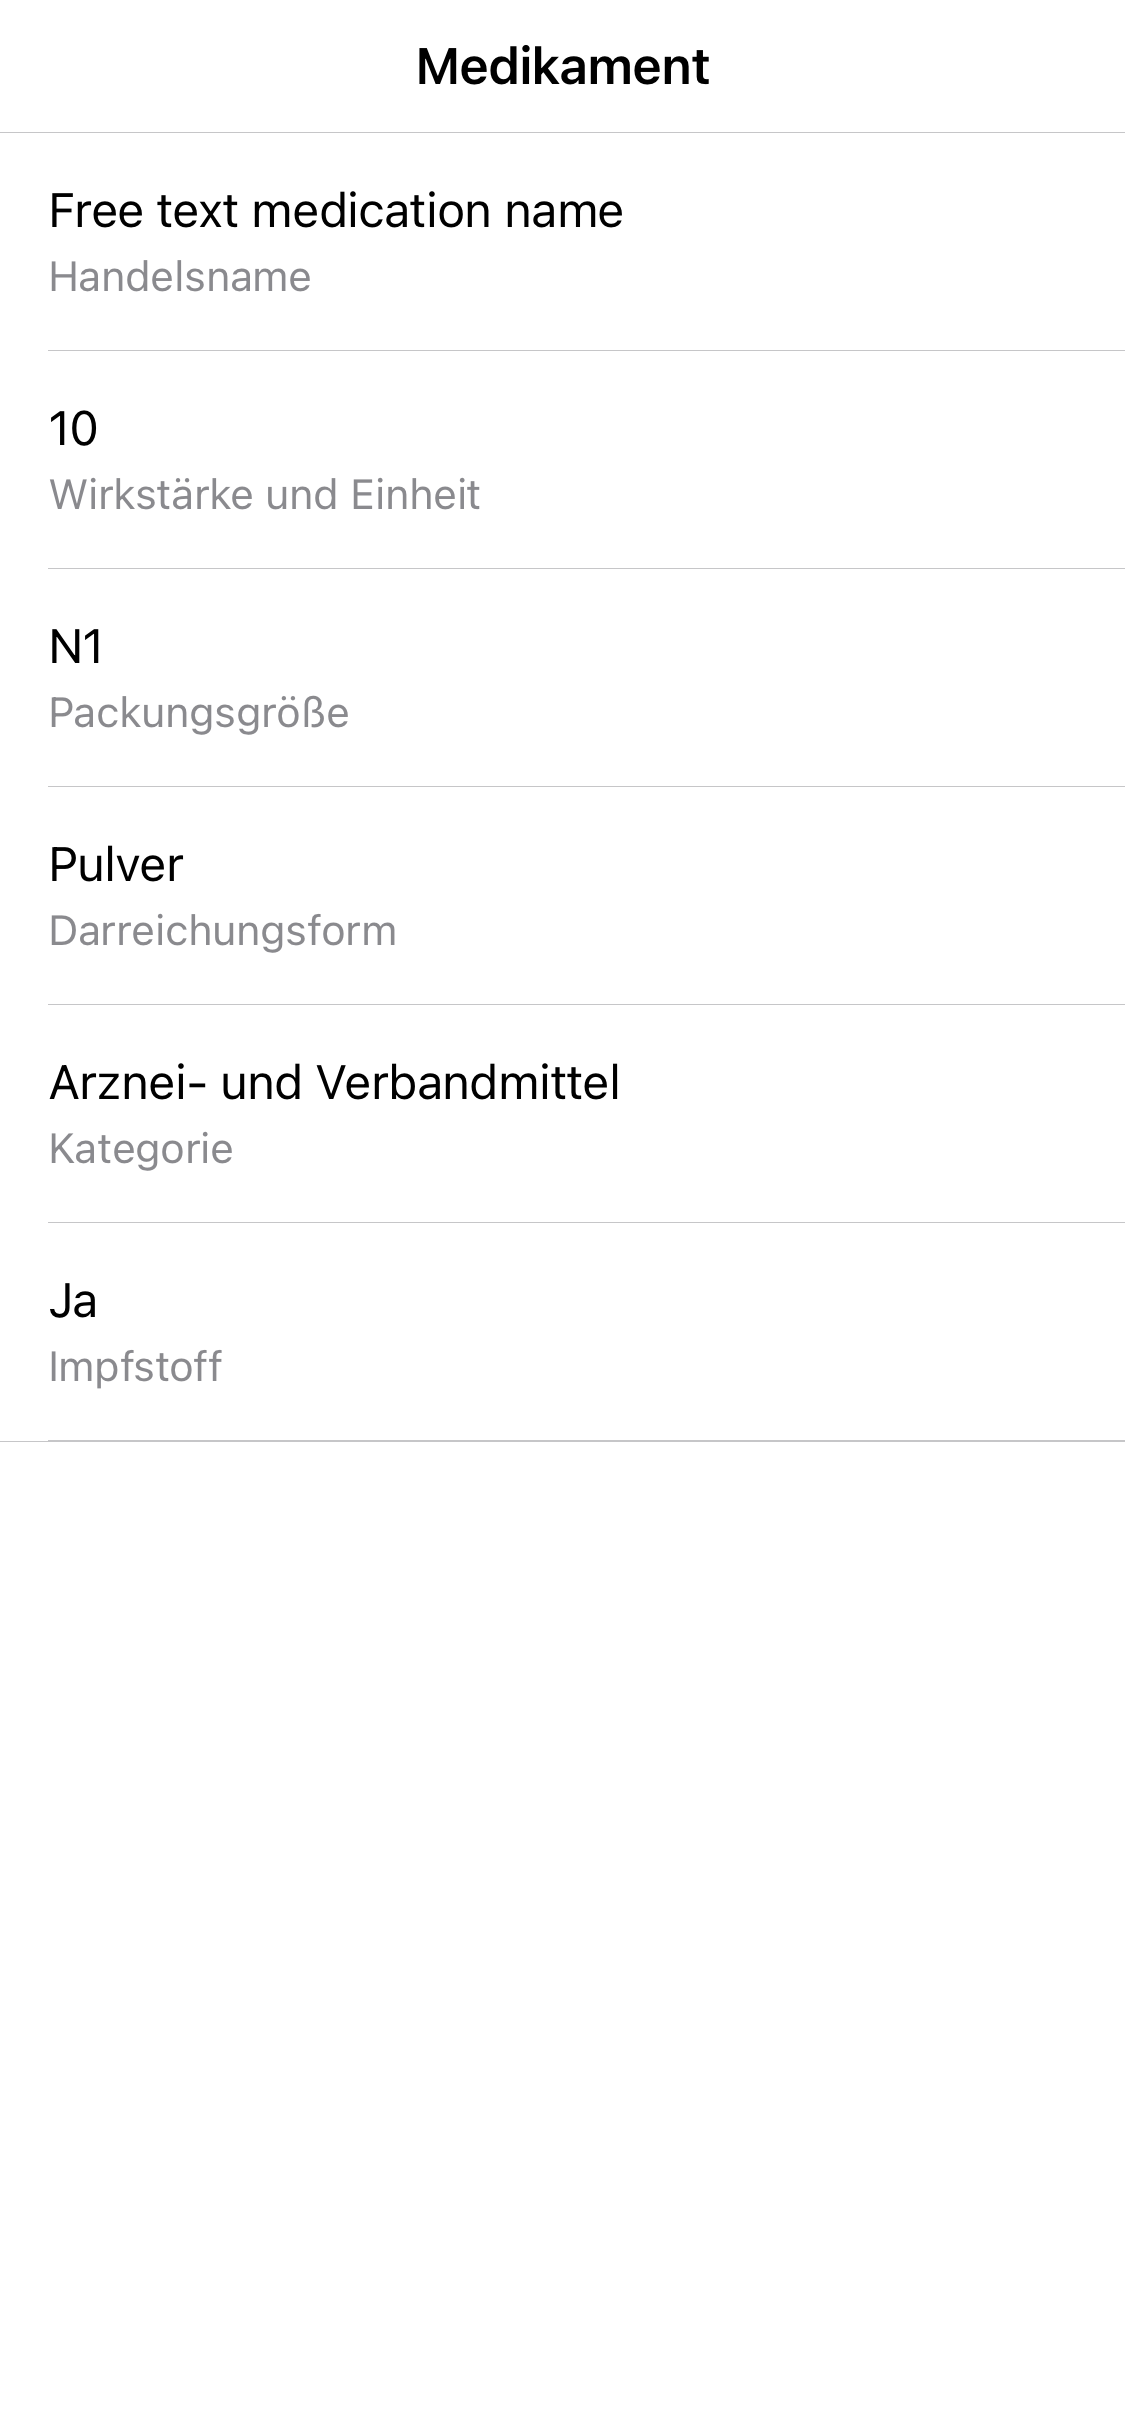 Medikament
Free text medication name
Handelsname
10
Wirkstärke und Einheit
N1
Packungsgröße
Pulver
Darreichungsform
Arznei- und Verbandmittel
Kategorie
Ja
Impfstoff